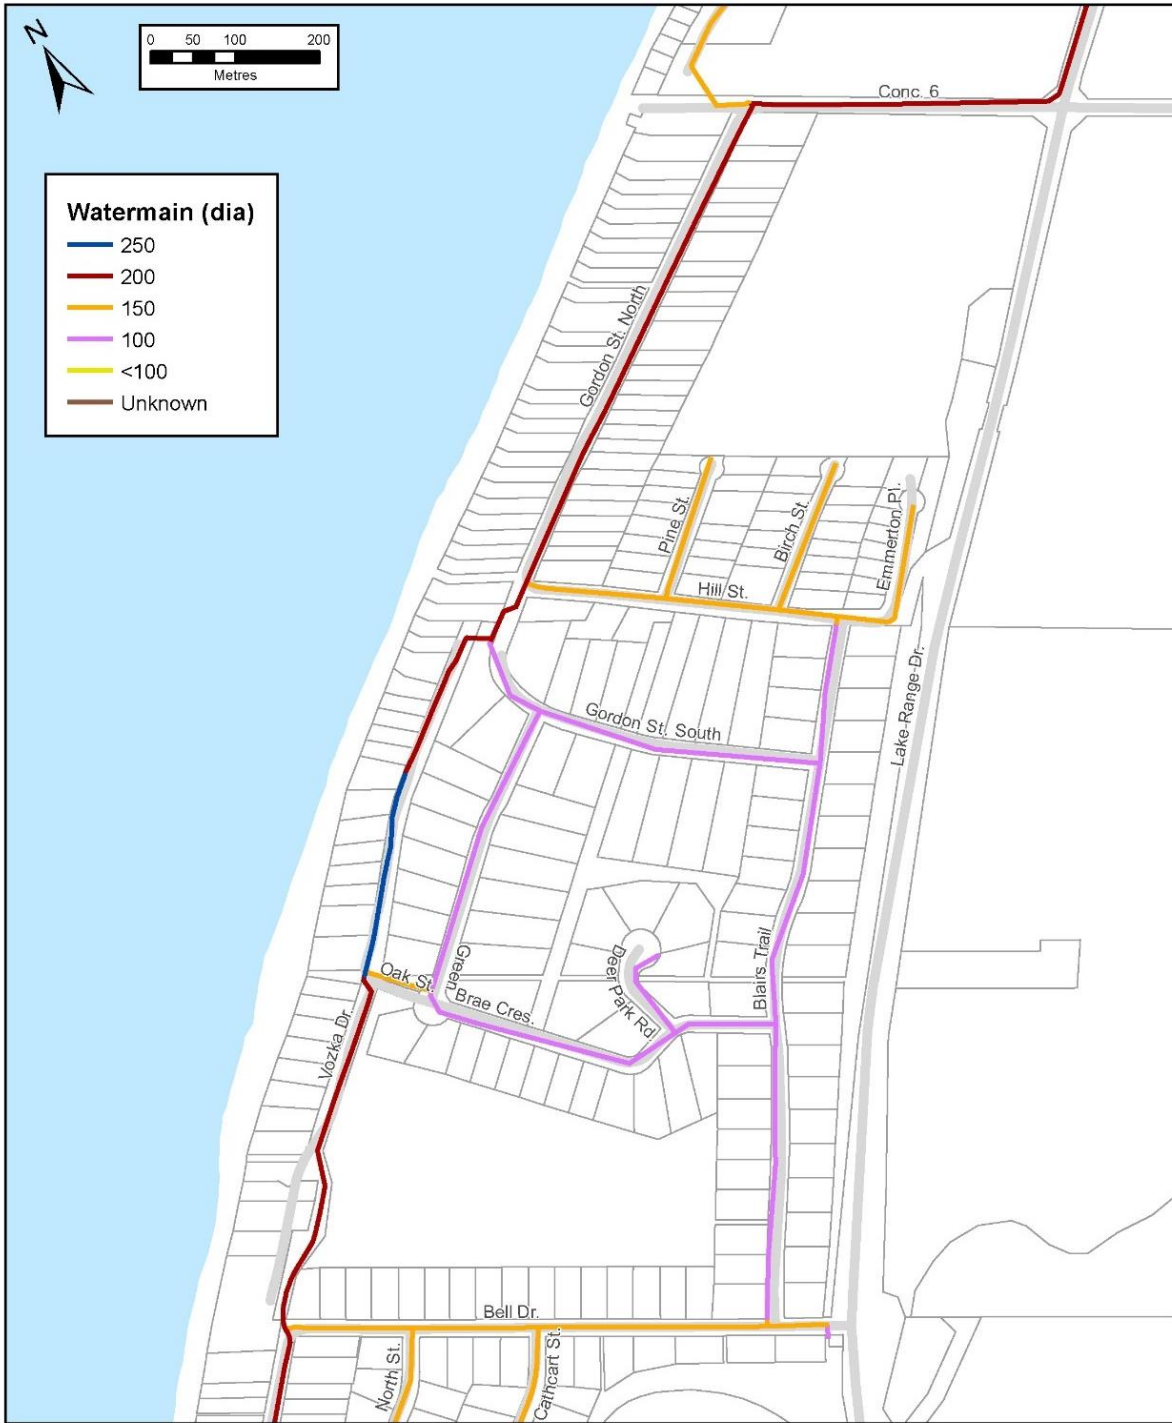 N
0 50 100 200
Metres
Conc. 6
Watermain (dia)
250
200
150
100
<100
Unknown
Gordon St. North
Pine St.
Birch St.
Emmerton Pl.
Hill St.
Gordon St. South
Lake-Range-Dr.
Green
Oak St.
Brae Cres.
Deer Park Rd.
Blairs Trail
Vozka Dr.
Bell Dr.
North St.
Cathcart St.